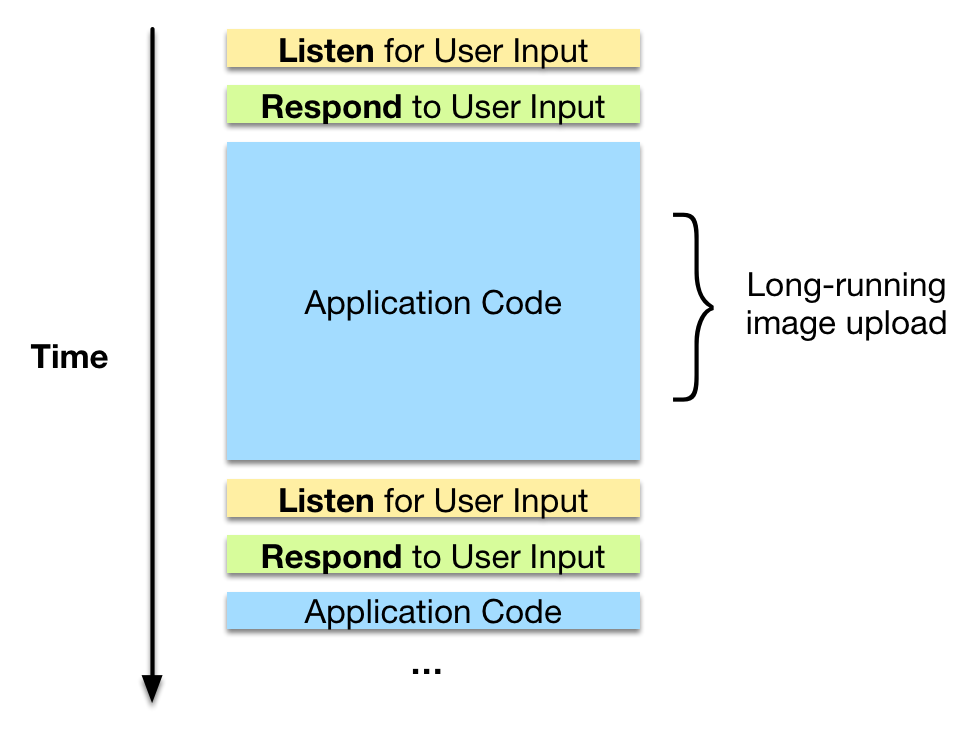 Listen for User Input
Respond to User Input
Application Code
Long-running
image upload
Time
Listen for User Input
Respond to User Input
Application Code
...